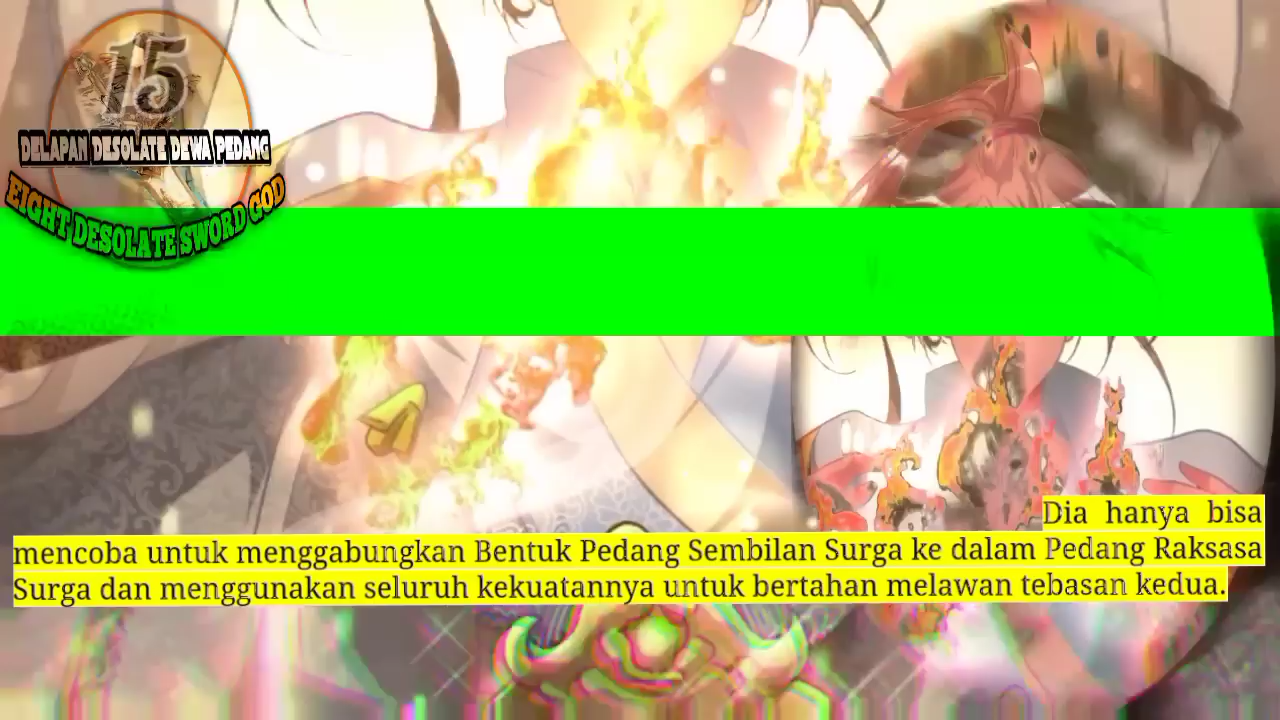 15
DELAPAN DESOLATE DEWA PEDANG
EIGHT DESOLATE SWORD GOD
Dia hanya bisa
mencoba untuk menggabungkan Bentuk Pedang Sembilan Surga ke dalam Pedang Raksasa
Surga dan menggunakan seluruh kekuatannya untuk bertahan melawan tebasan kedua.